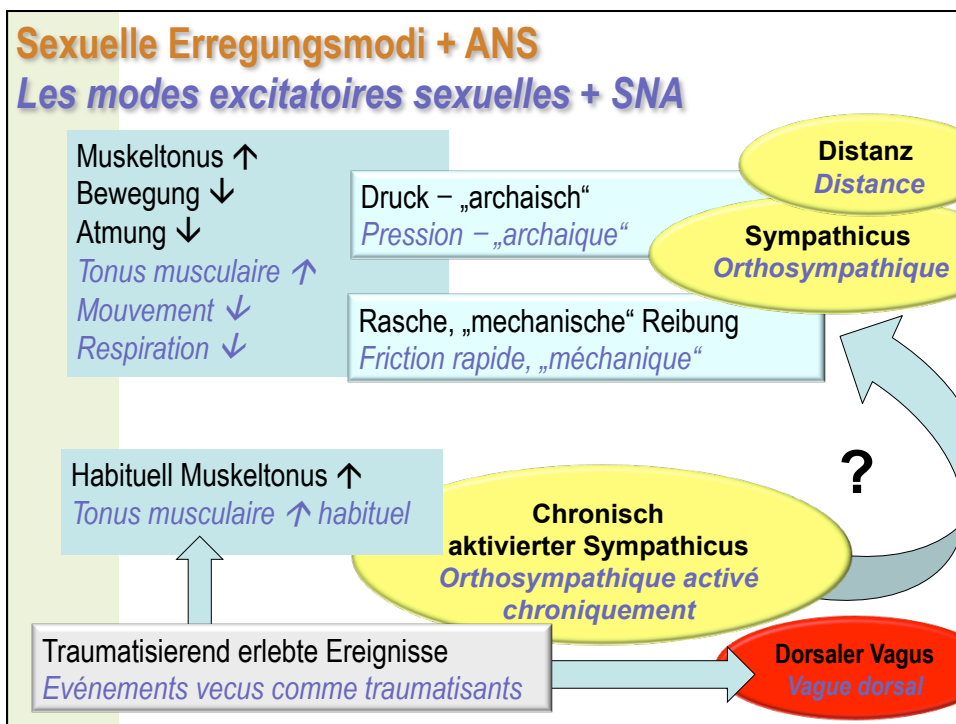 Sexuelle Erregungsmodi + ANS
Les modes excitatoires sexuelles + SNA
Muskeltonus ↑
Bewegung ↓
Atmung ↓
Tonus musculaire ↑
Mouvement ↓
Respiration ↓
Druck – „archaisch“
Pression – „archaique“
Distanz
Distance
Sympathicus
Orthosympathique
Rasche, „mechanische“ Reibung
Friction rapide, „méchanique“
?
Habituell Muskeltonus ↑
Tonus musculaire ↑ habituel
Chronisch
aktivierter Sympathicus
Orthosympathique activé
chroniquement
Traumatisierend erlebte Ereignisse
Evénements vecus comme traumatisants
Dorsaler Vagus
Vague dorsal